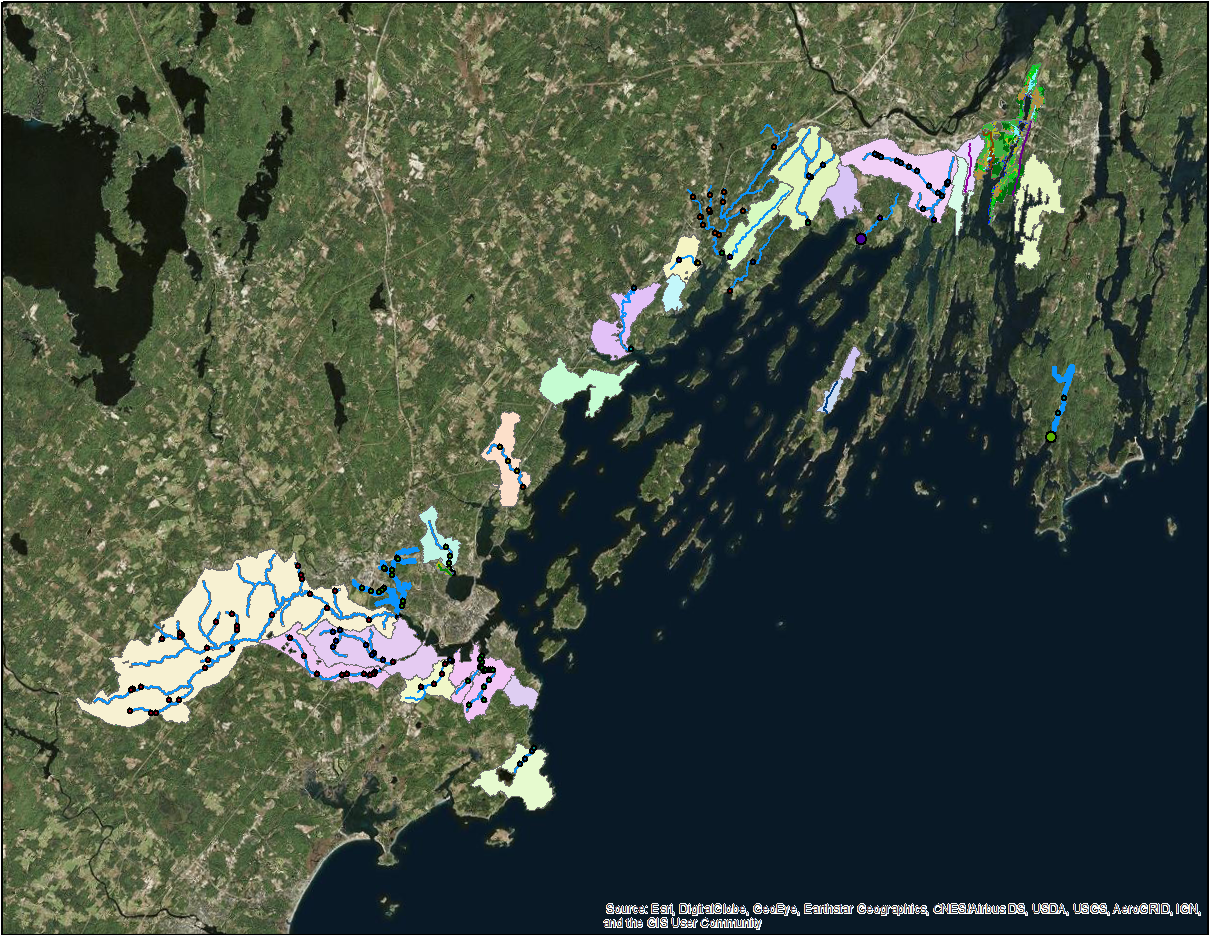 Source: Esri, DigitalGlobe, GeoEye, Earthstar Geographics, CNES/Airbus DS, USDA, USGS, AeroGRID, IGN,
and the GIS User Community